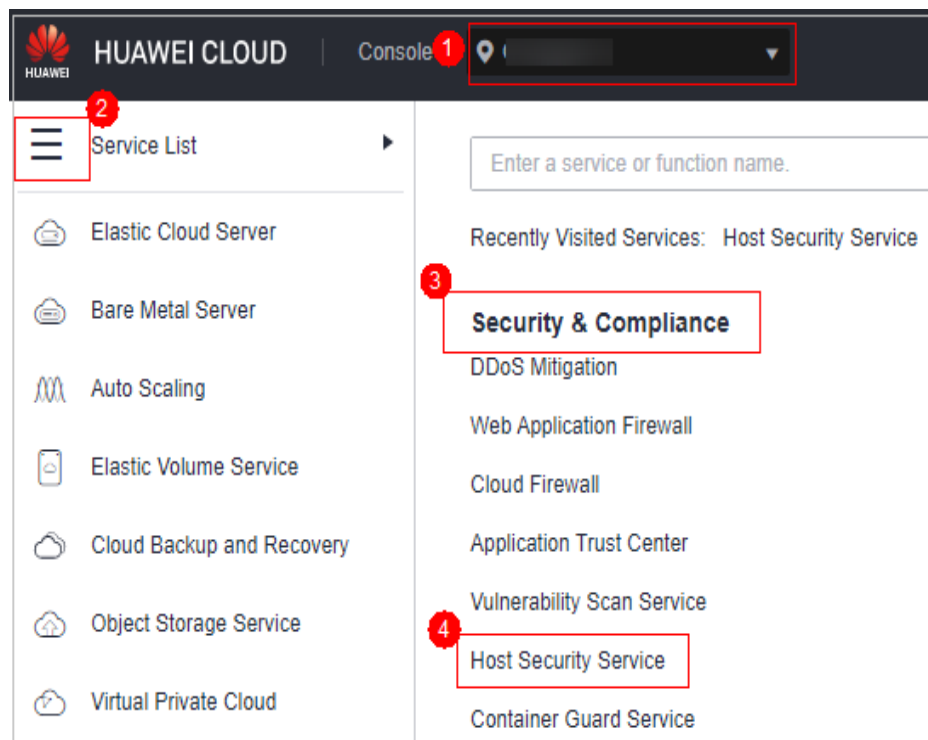 HUAWEI
HUAWEI CLOUD
Console
1
2
Service List
Elastic Cloud Server
Bare Metal Server
Auto Scaling
Elastic Volume Service
Cloud Backup and Recovery
Object Storage Service
Virtual Private Cloud
Enter a service or function name.
Recently Visited Services: Host Security Service
3
Security & Compliance
DDoS Mitigation
Web Application Firewall
Cloud Firewall
Application Trust Center
Vulnerability Scan Service
4
Host Security Service
Container Guard Service